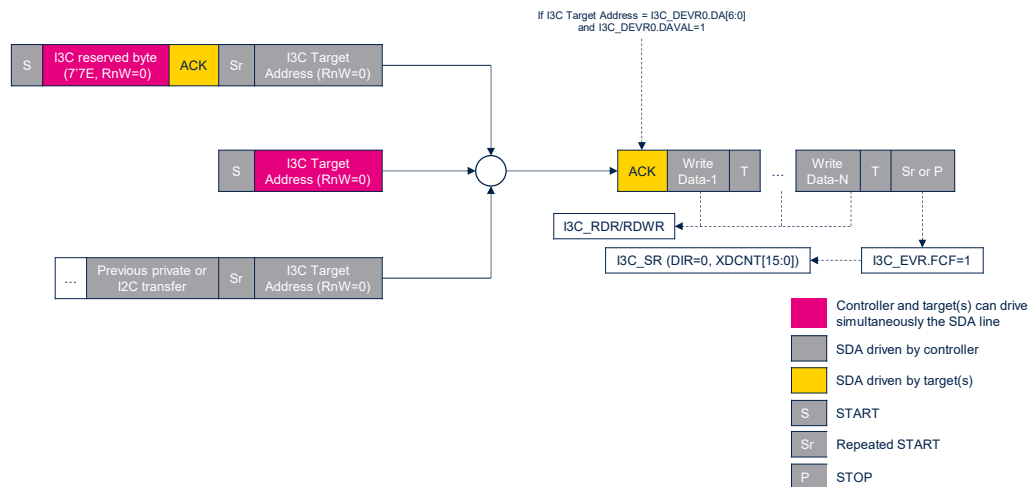 If I3C Target Address = I3C_DEVR0.DA[6:0]
and I3C_DEVR0.DAVAL=1
S
I3C reserved byte
(7'7E, RnW=0)
ACK
Sr
I3C Target
Address (RnW=0)
S
I3C Target
Address (RnW=0)
ACK
Write
Data-1
T
...
Write
Data-N
T
Sr or P
I3C_RDR/RDWR
I3C_SR (DIR=0, XDCNT[15:0])
I3C_EVR.FCF=1
...
Previous private or
I2C transfer
Sr
I3C Target
Address (RnW=0)
Controller and target(s) can drive
simultaneously the SDA line
SDA driven by controller
SDA driven by target(s)
S
START
Sr
Repeated START
P
STOP